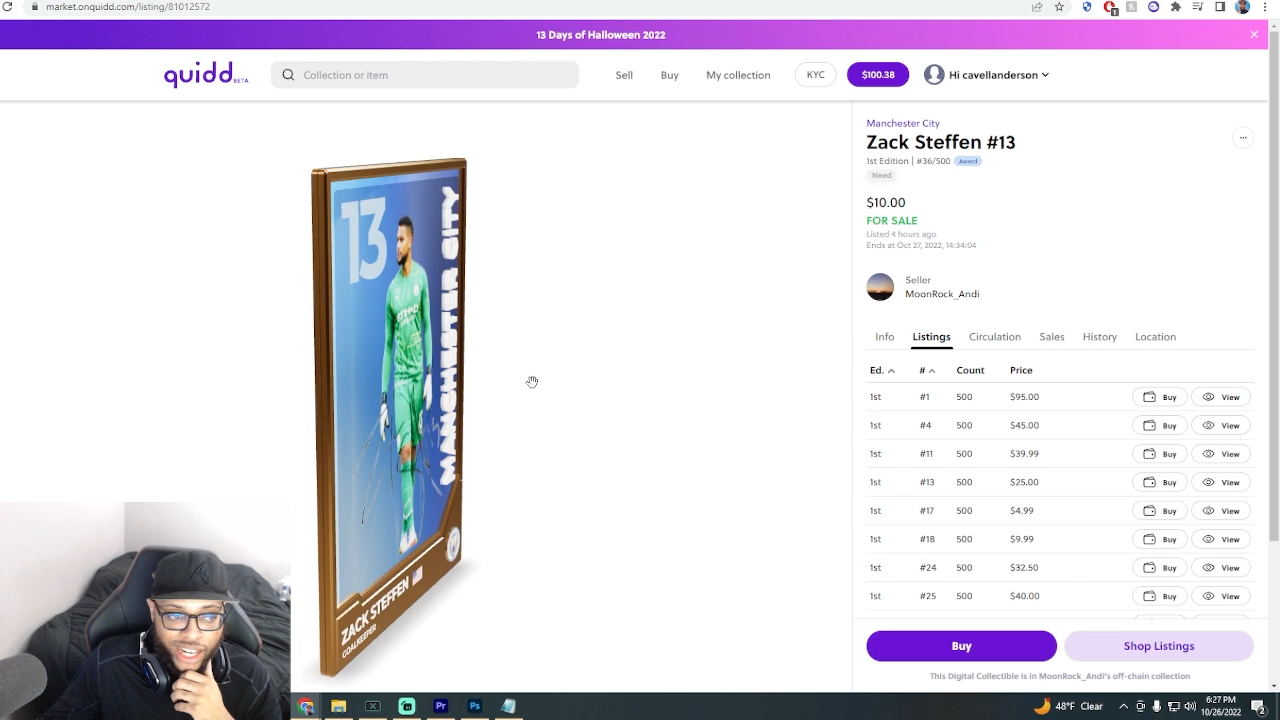 market.onquidd.com/listing/81012572
13 Days of Halloween 2022
quidd BETA
Collection or item
Sell
Buy
My collection
KYC
$100.38
Hi cavellanderson
13
MANCHESTER CITY
ZACK STEFFEN
GOALKEEPER
Manchester City
Zack Steffen #13
1st Edition | #36/500 Award
Need
$10.00
FOR SALE
Listed 4 hours ago
Ends at Oct 27, 2022, 14:34:04
Seller
MoonRock_Andi
Info Listings Circulation Sales History Location
Ed. # Count Price
1st #1 500 $95.00 Buy View
1st #4 500 $45.00 Buy View
1st #11 500 $39.99 Buy View
1st #13 500 $25.00 Buy View
1st #17 500 $4.99 Buy View
1st #18 500 $9.99 Buy View
1st #24 500 $32.50 Buy View
1st #25 500 $40.00 Buy View
Buy
Shop Listings
This Digital Collectible is in MoonRock_Andi's off-chain collection
Pr
Ps
48°F Clear
6:27 PM
10/26/2022
2